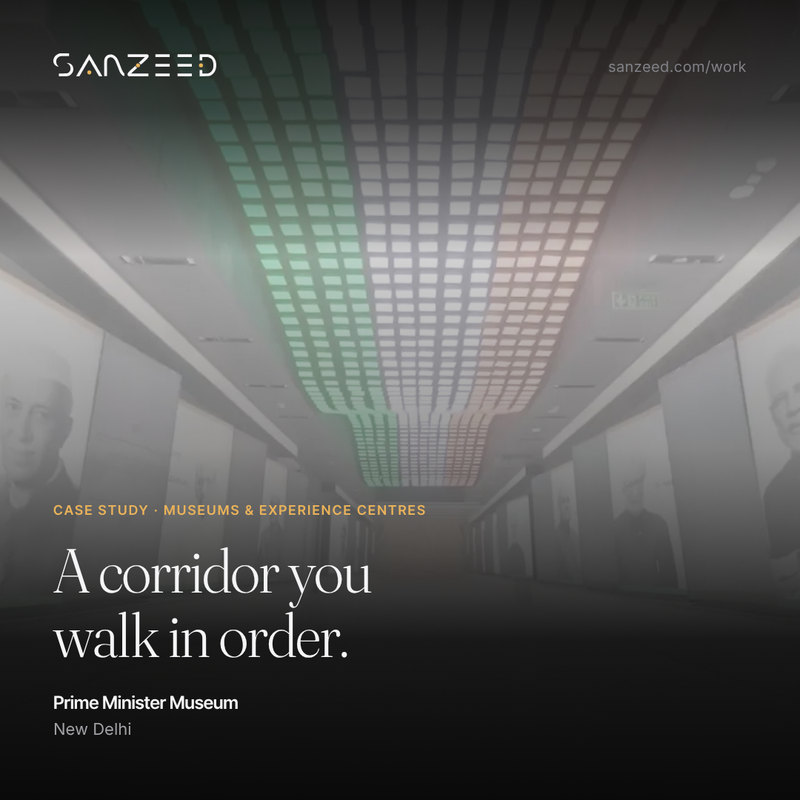 SANZEED
sanzeed.com/work
CASE STUDY · MUSEUMS & EXPERIENCE CENTRES
A corridor you
walk in order.
Prime Minister Museum
New Delhi